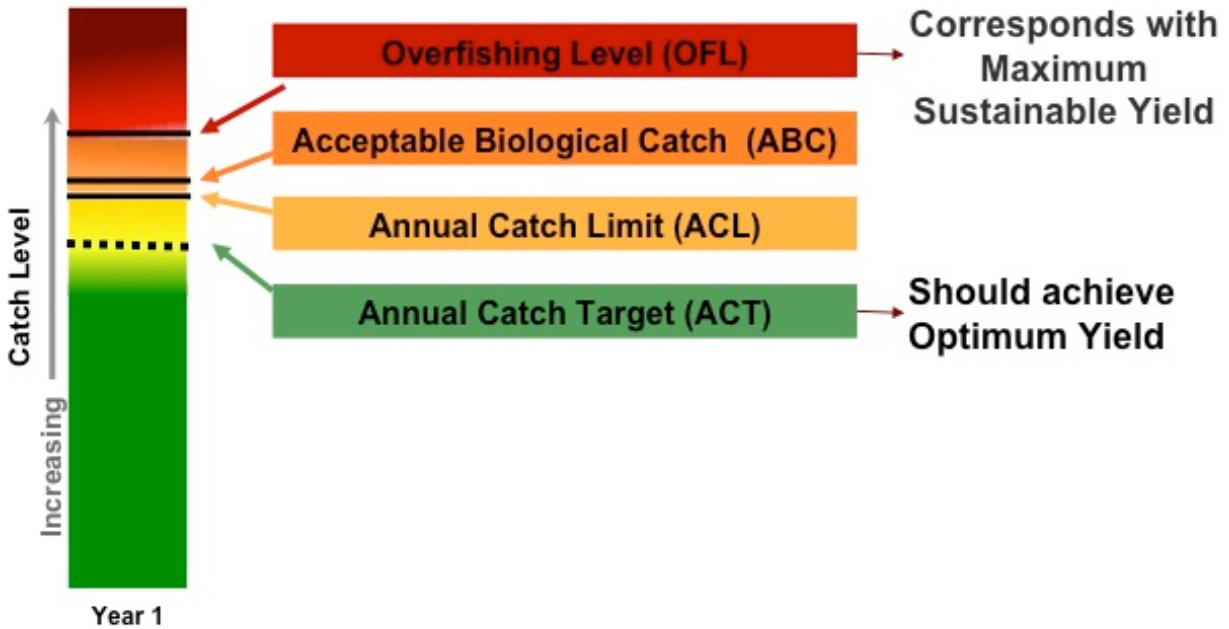 Overfishing Level (OFL)
Corresponds with
Maximum
Sustainable Yield
Acceptable Biological Catch  (ABC)
Annual Catch Limit (ACL)
Annual Catch Target (ACT)
Should achieve
Optimum Yield
Catch Level
Increasing
Year 1